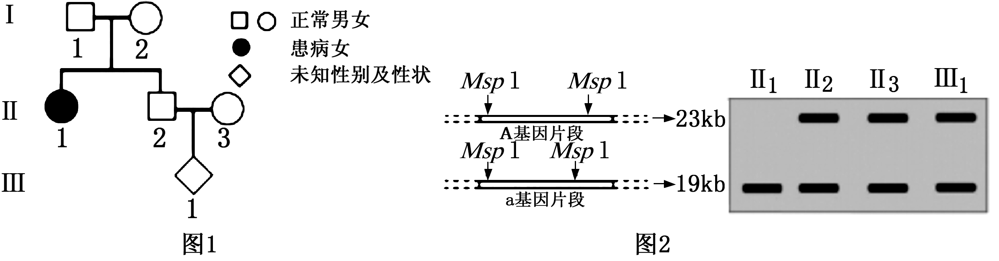 I
1 2
正常男女
患病女
未知性别及性状
II
1 2 3
III
1
图1
Msp 1 Msp 1
A基因片段
23kb
Msp 1 Msp 1
a基因片段
19kb
II1 II2 II3 III1
图2